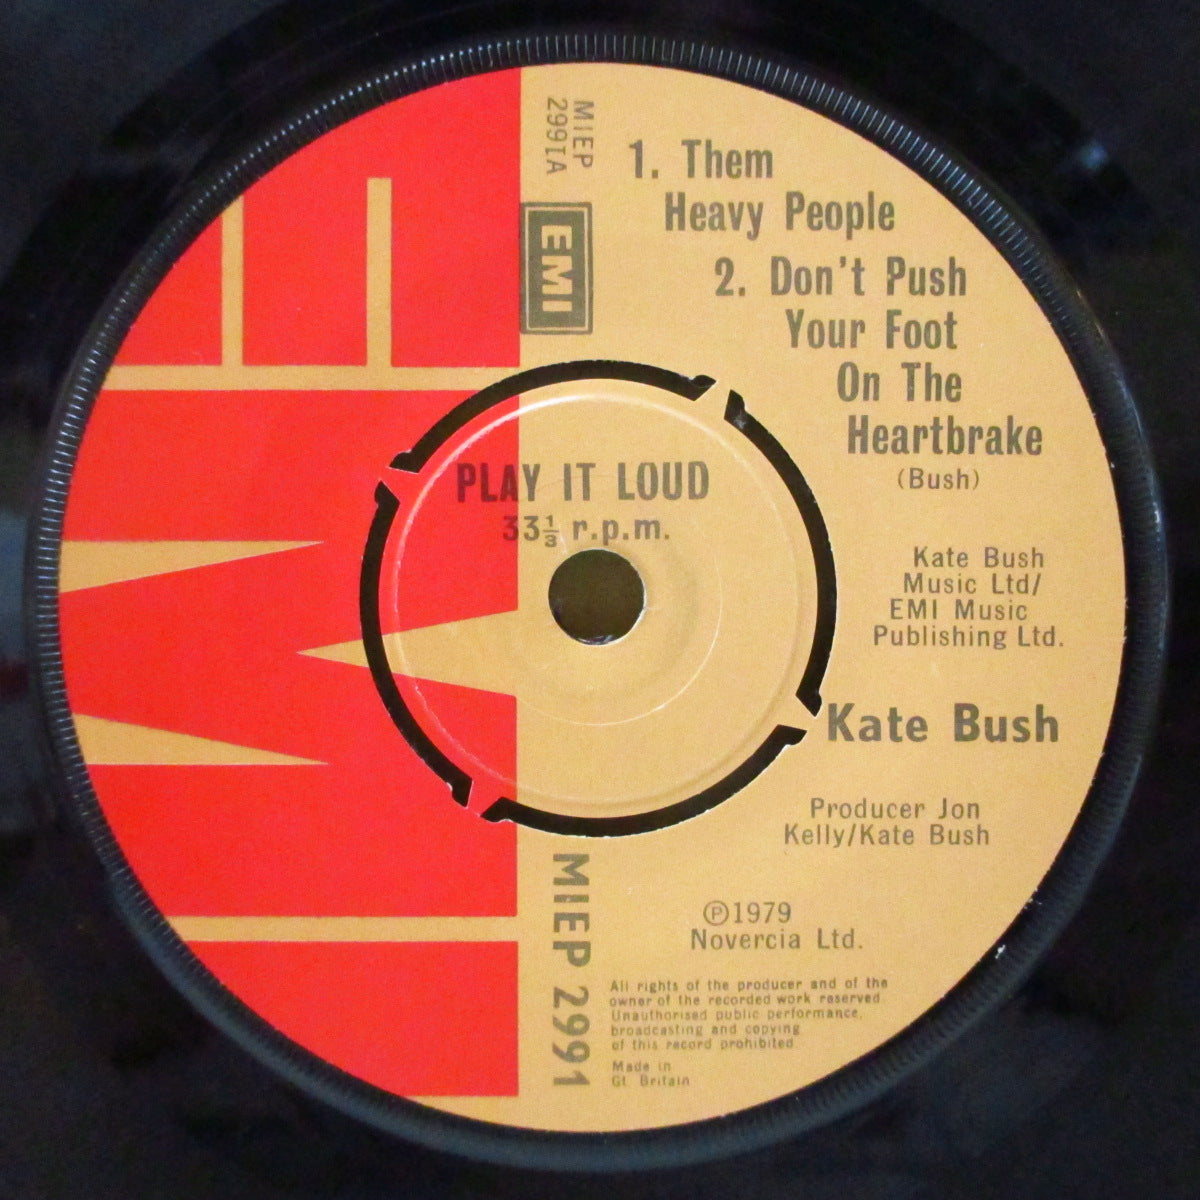 MIEP
2991A
EMI
1. Them
Heavy People
2. Don't Push
Your Foot
On The
Heartbrake
(Bush)
PLAY IT LOUD
33⅓ r.p.m.
Kate Bush
Music Ltd/
EMI Music
Publishing Ltd.
Kate Bush
Producer Jon
Kelly/Kate Bush
℗1979
Novercia Ltd.
MIEP 2991
All rights of the producer and of the
owner of the recorded work reserved.
Unauthorised public performance,
broadcasting and copying
of this record prohibited
Made in
Gt Britain
EMI